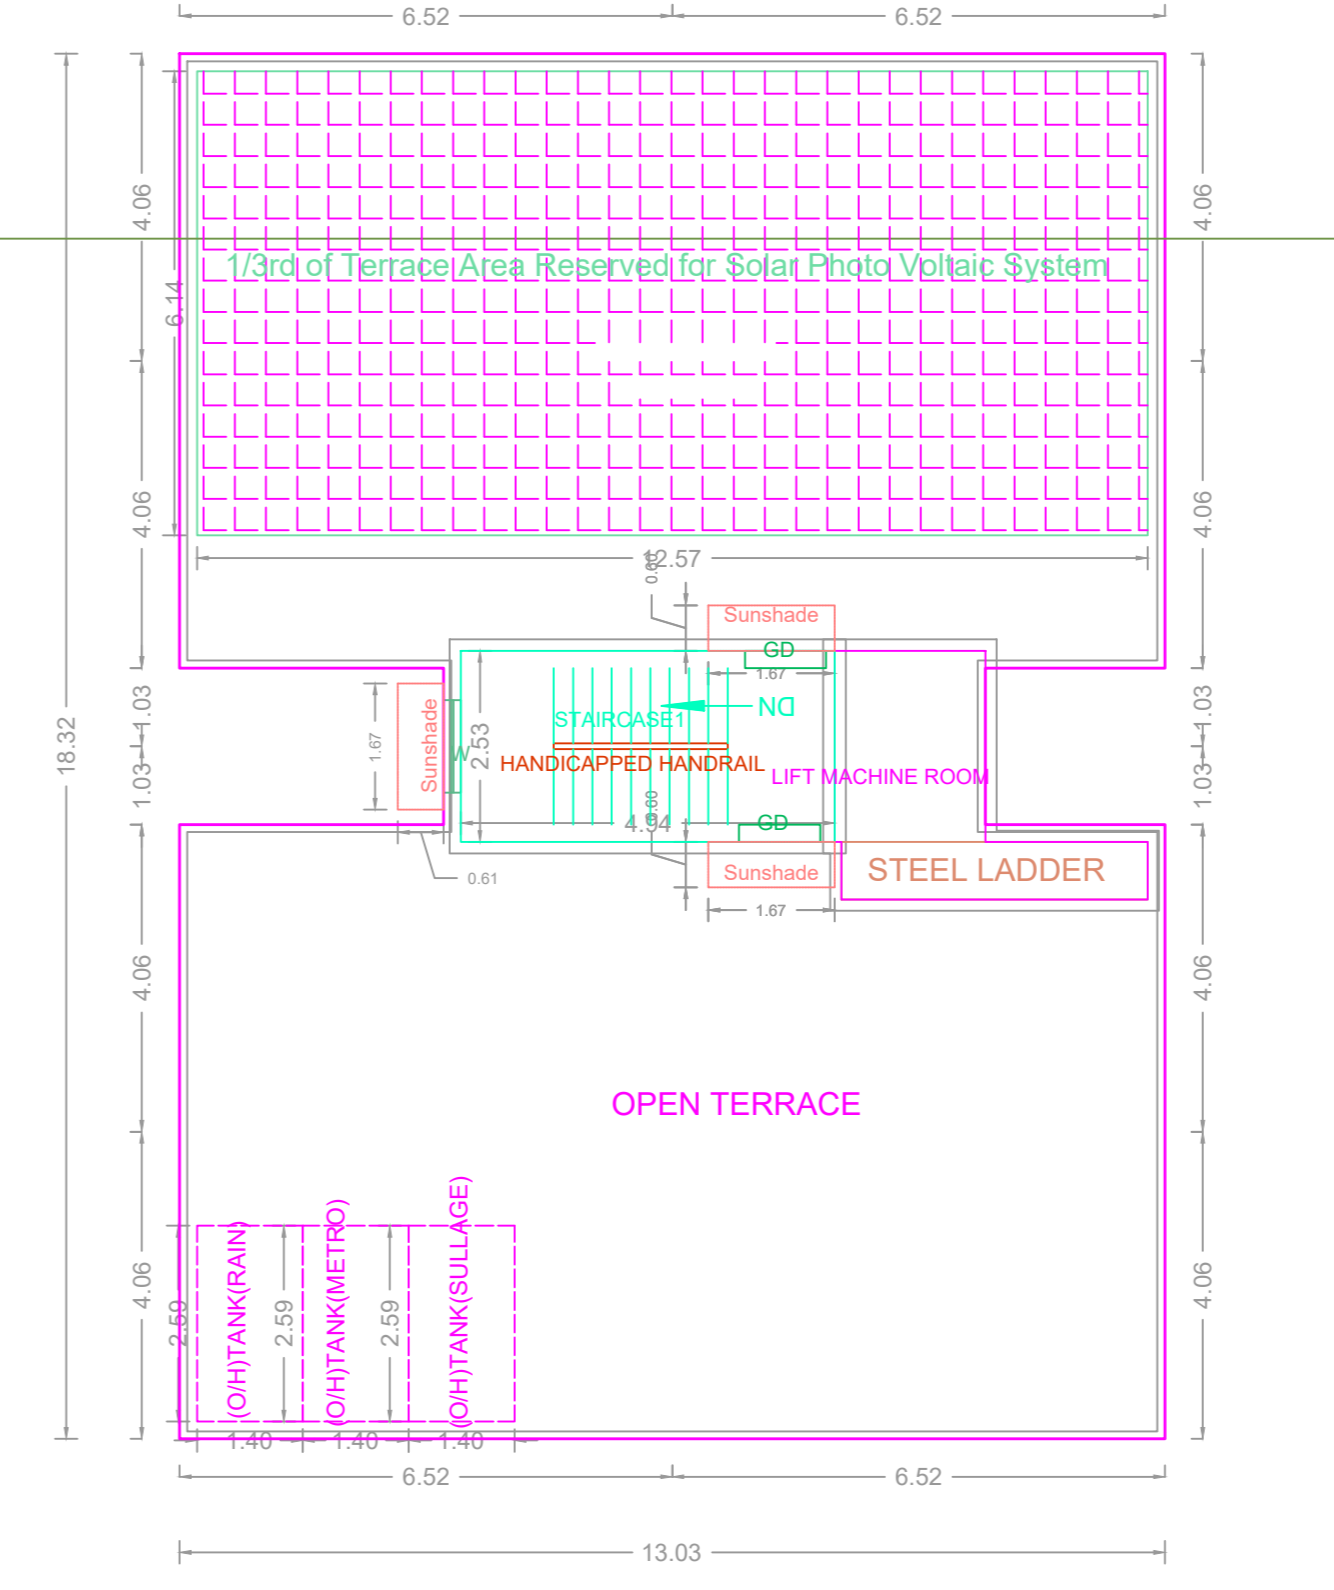 6.52
6.52
4.06
4.06
1/3rd of Terrace Area Reserved for Solar Photo Voltaic System
6.14
4.06
4.06
12.57
0.60
Sunshade
GD
1.67
1.03
1.03
DN
STAIRCASE1
Sunshade
1.67
18.32
W
2.53
HANDICAPPED HANDRAIL
LIFT MACHINE ROOM
1.03
1.03
0.60
4.94
GD
Sunshade
STEEL LADDER
0.61
1.67
4.06
4.06
OPEN TERRACE
(O/H)TANK(RAIN)
(O/H)TANK(METRO)
(O/H)TANK(SULLAGE)
4.06
4.06
2.59
2.59
2.59
1.40
1.40
1.40
6.52
6.52
13.03